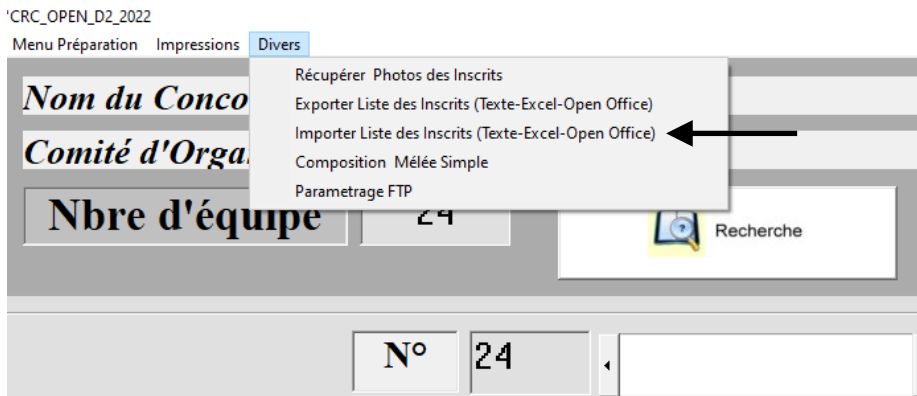 'CRC_OPEN_D2_2022
Menu Préparation Impressions Divers
Récupérer Photos des Inscrits
Nom du Conco
Exporter Liste des Inscrits (Texte-Excel-Open Office)
Importer Liste des Inscrits (Texte-Excel-Open Office)
Comité d'Orga
Composition Mêlée Simple
Parametrage FTP
Nbre d'équipe 24
Recherche
N° 24